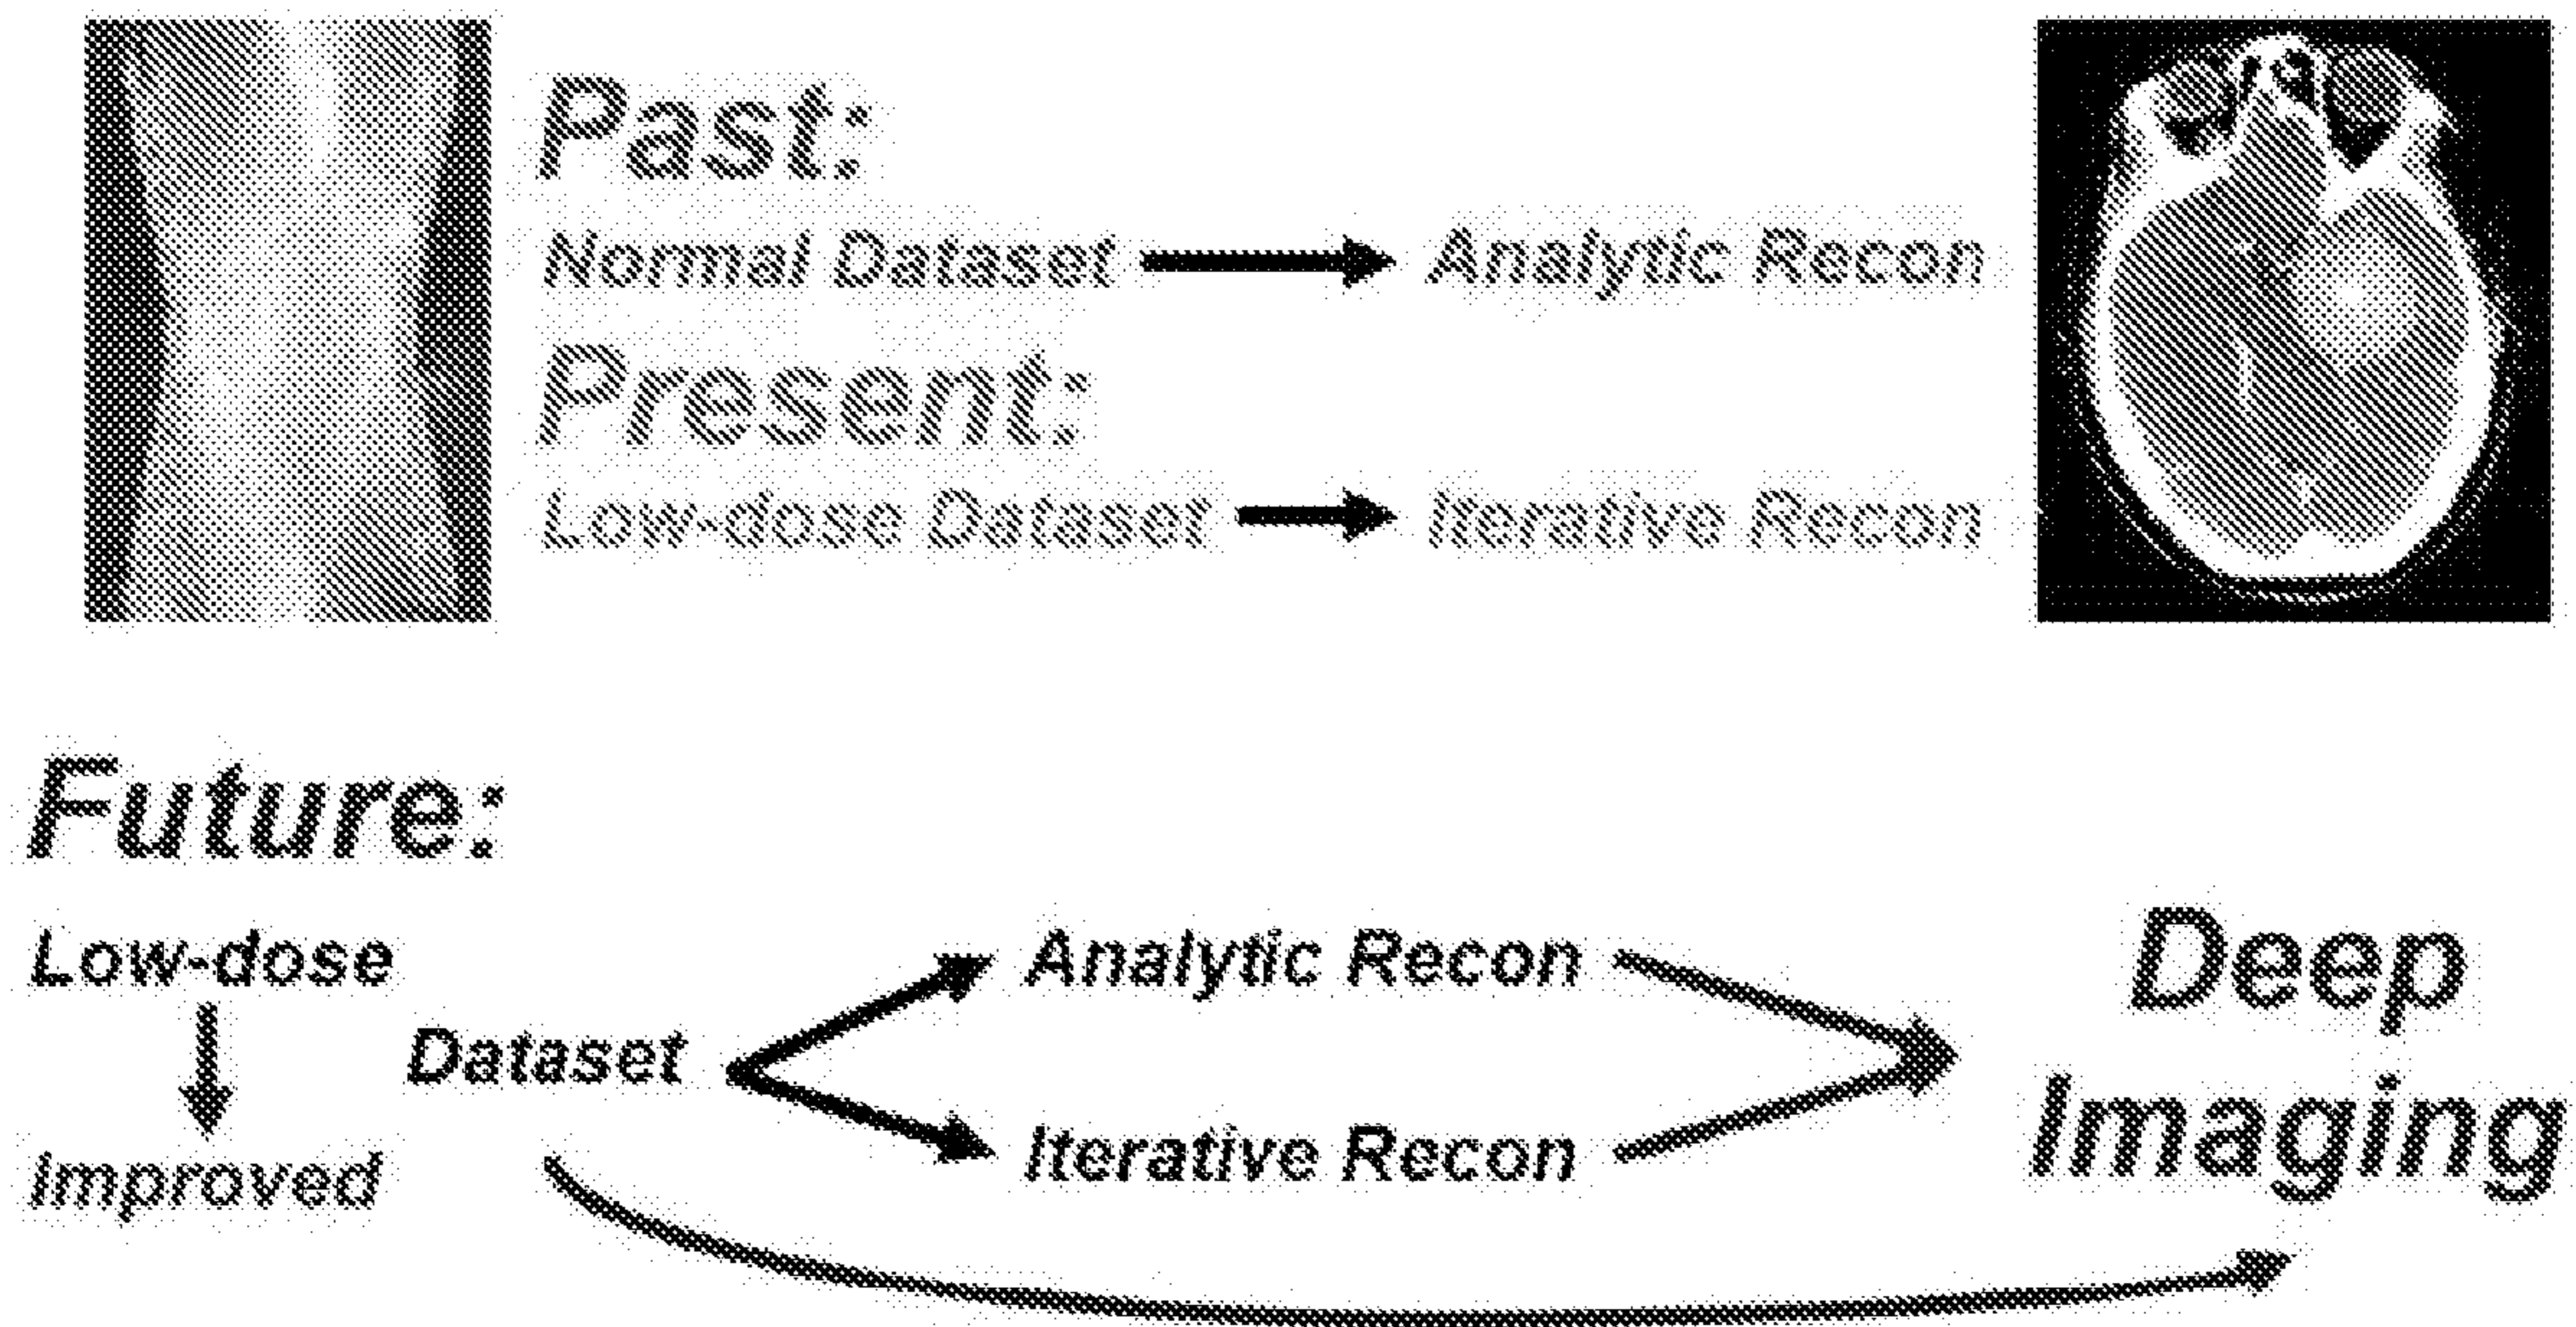 Past:
Normal Dataset Analytic Recon
Present:
Low-dose Dataset Iterative Recon
Future:
Low-dose Analytic Recon Deep
Dataset
Improved Iterative Recon Imaging